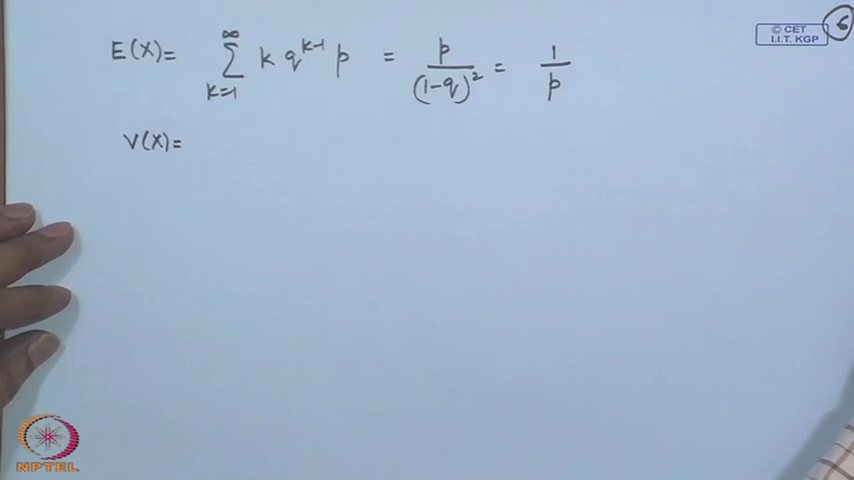 © CET
I.I.T. KGP
6
E(X) = ∑_{k=1}^{∞} k q^{k-1} p = p/(1-q)^2 = 1/p
V(X) =
NPTEL